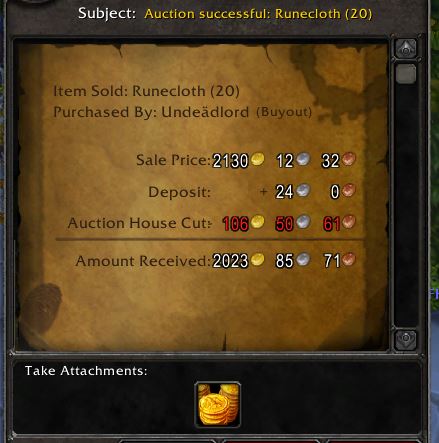 Subject: Auction successful: Runecloth (20)
Item Sold: Runecloth (20)
Purchased By: Undeädlord (Buyout)
Sale Price: 2130 12 32
Deposit: + 24 0
Auction House Cut: - 106 50 61
Amount Received: 2023 85 71
Take Attachments: